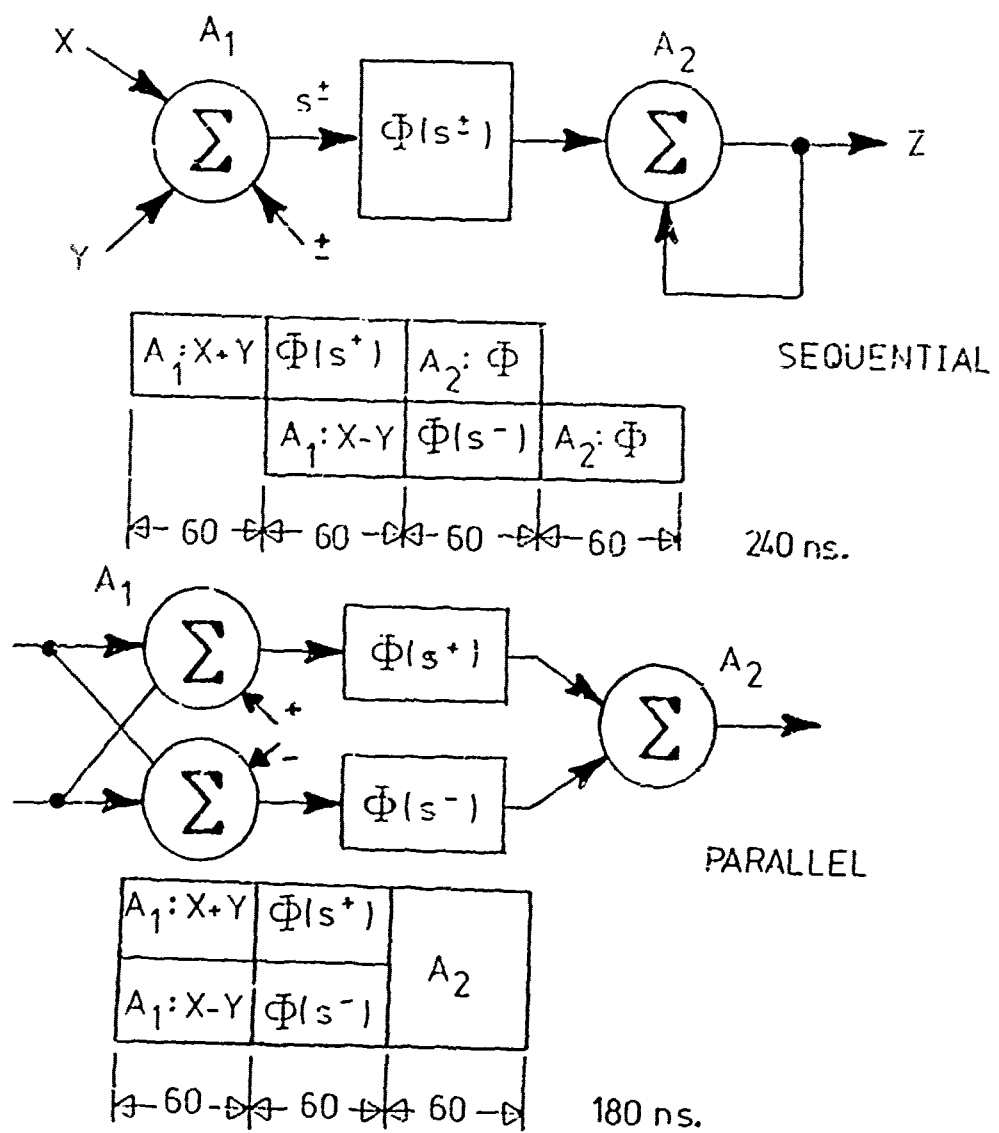 X
A1
A2
s±
Σ
Φ(s±)
Σ
Z
Y
±
A1: X+Y
Φ(s+)
A2: Φ
SEQUENTIAL
A1: X-Y
Φ(s-)
A2: Φ
60
60
60
60
240 ns.
A1
Σ
Φ(s+)
A2
+
Σ
-
Σ
Φ(s-)
PARALLEL
A1: X+Y
Φ(s+)
A2
A1: X-Y
Φ(s-)
60
60
60
180 ns.